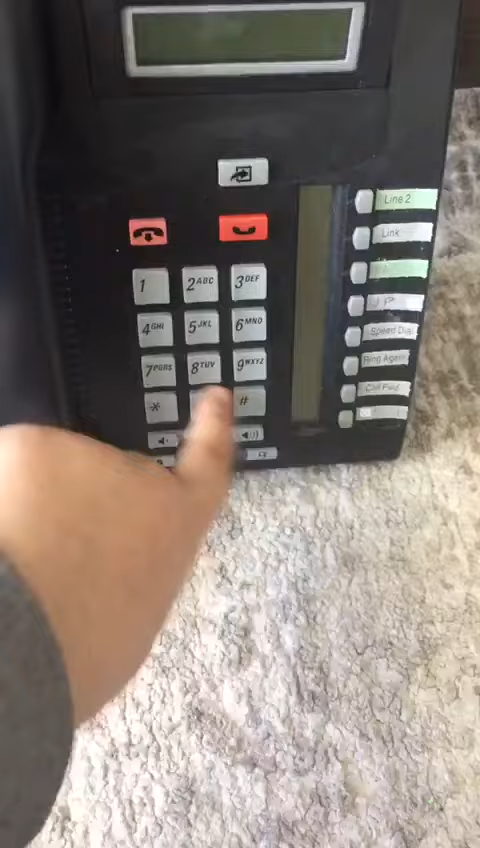 Line 2
Link
Speed Dial
Ring Again
Call Fwd
1 2ABC 3DEF
4GHI 5JKL 6MNO
7PQRS 8TUV 9WXYZ
* #